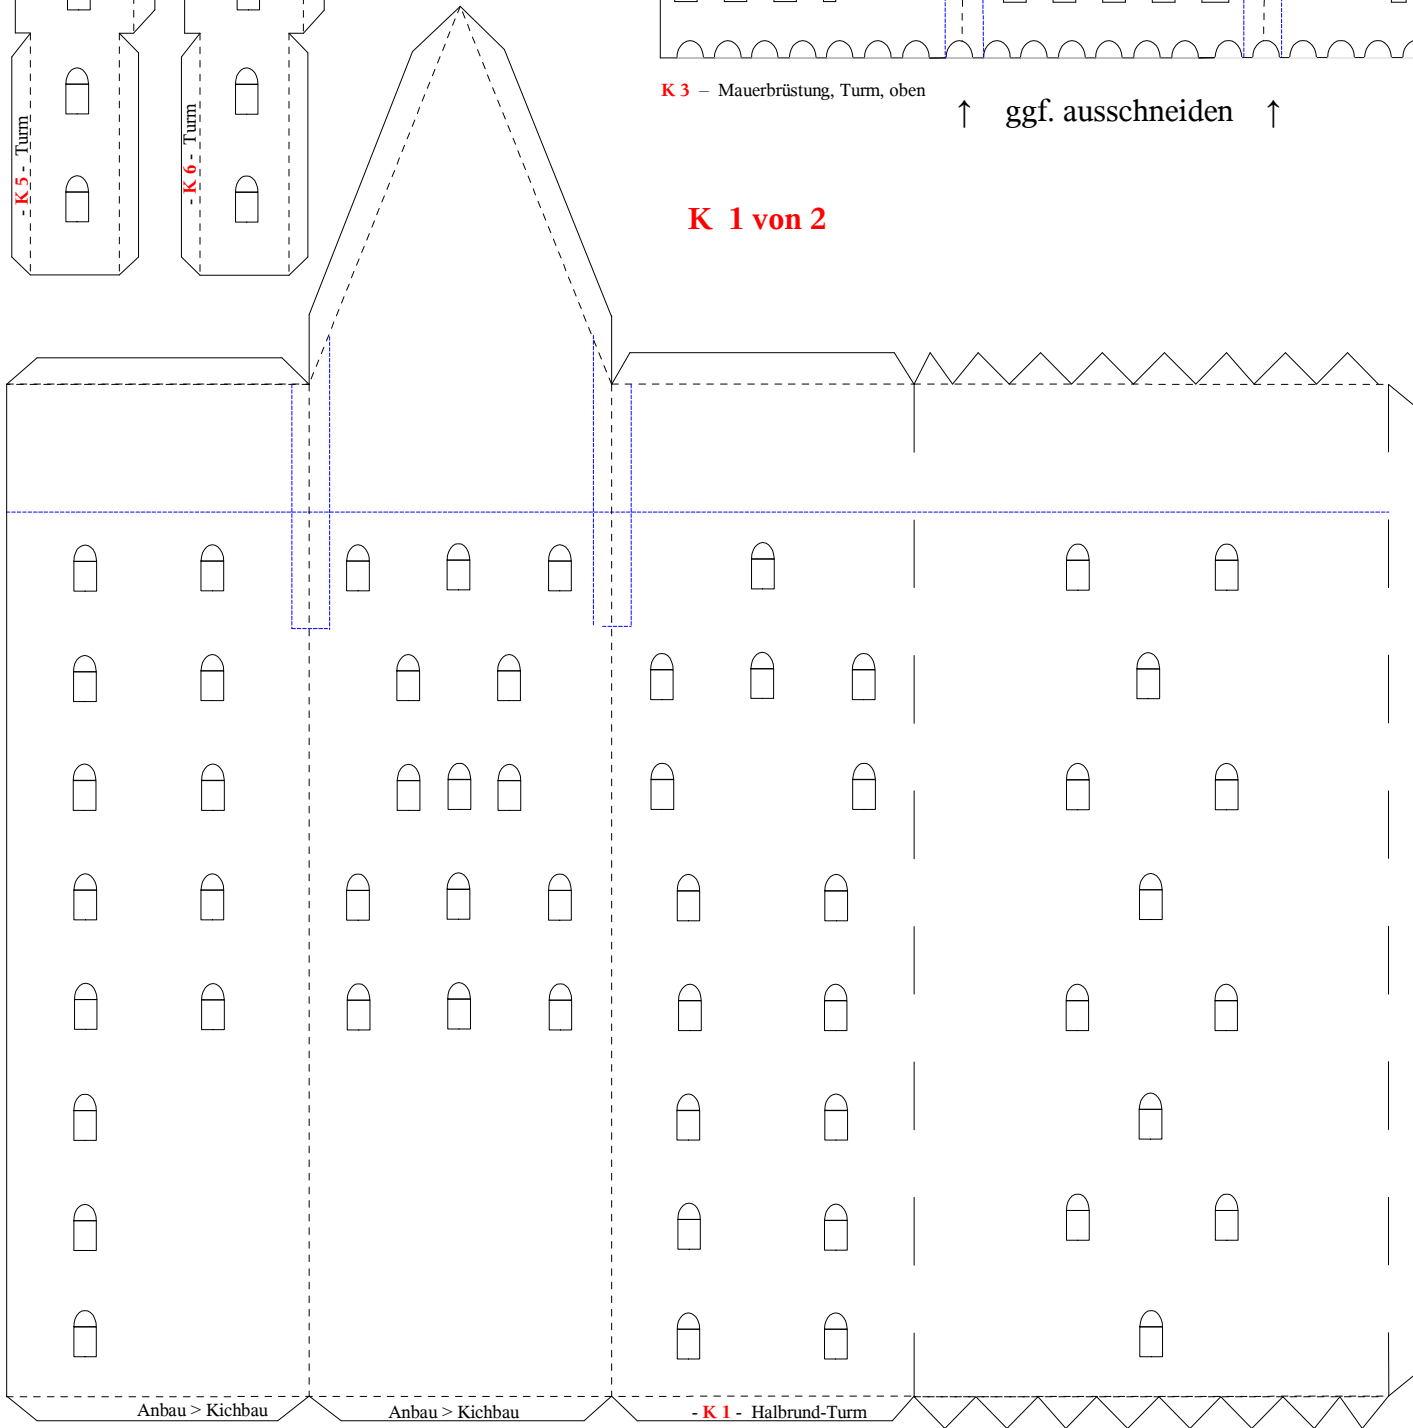 - K 5 - Turm
- K 6 - Turm
K 3 – Mauerbrüstung, Turm, oben
↑ ggf. ausschneiden ↑
K 1 von 2
Anbau > Kichbau
Anbau > Kichbau
- K 1 - Halbrund-Turm